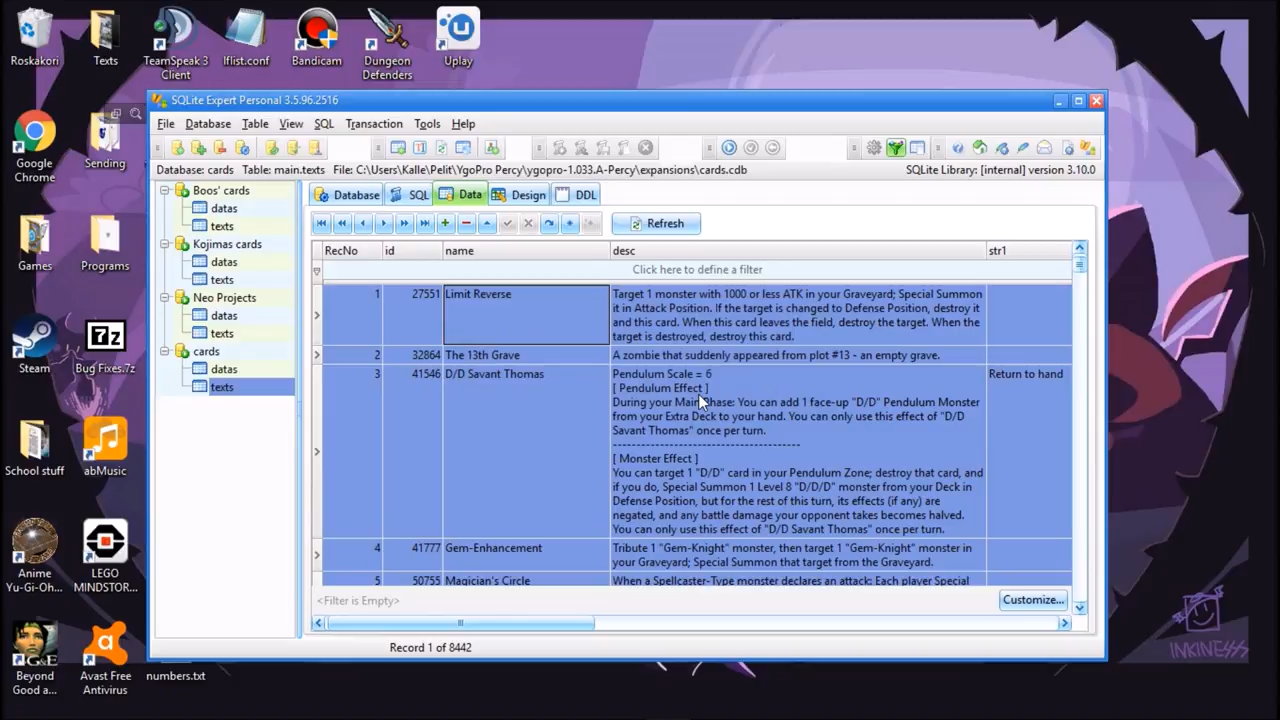 Roskakori
Texts
TeamSpeak 3
Client
lflist.conf
Bandicam
Dungeon
Defenders
Uplay
Google
Chrome
Sending
Games
Programs
Steam
Bug Fixes.7z
School stuff
abMusic
Anime
Yu-Gi-Oh...
LEGO
MINDSTOR...
Beyond
Good a...
Avast Free
Antivirus
numbers.txt
SQLite Expert Personal 3.5.96.2516
File Database Table View SQL Transaction Tools Help
Database: cards Table: main.texts File: C:\Users\Kalle\Pelit\YgoPro Percy\ygopro-1.033.A-Percy\expansions\cards.cdb
SQLite Library: [internal] version 3.10.0
Boos' cards
datas
texts
Kojimas cards
datas
texts
Neo Projects
datas
texts
cards
datas
texts
Database SQL Data Design DDL
Refresh
RecNo id name desc str1
Click here to define a filter
1 27551 Limit Reverse Target 1 monster with 1000 or less ATK in your Graveyard; Special Summon
it in Attack Position. If the target is changed to Defense Position, destroy it
and this card. When this card leaves the field, destroy the target. When the
target is destroyed, destroy this card.
2 32864 The 13th Grave A zombie that suddenly appeared from plot #13 - an empty grave.
3 41546 D/D Savant Thomas Pendulum Scale = 6 Return to hand
[ Pendulum Effect ]
During your Main Phase: You can add 1 face-up "D/D" Pendulum Monster
from your Extra Deck to your hand. You can only use this effect of "D/D
Savant Thomas" once per turn.
----------------------------------------
[ Monster Effect ]
You can target 1 "D/D" card in your Pendulum Zone; destroy that card, and
if you do, Special Summon 1 Level 8 "D/D/D" monster from your Deck in
Defense Position, but for the rest of this turn, its effects (if any) are
negated, and any battle damage your opponent takes becomes halved.
You can only use this effect of "D/D Savant Thomas" once per turn.
4 41777 Gem-Enhancement Tribute 1 "Gem-Knight" monster, then target 1 "Gem-Knight" monster in
your Graveyard; Special Summon that target from the Graveyard.
5 50755 Magician's Circle When a Spellcaster-Type monster declares an attack: Each player Special
<Filter is Empty>
Customize...
Record 1 of 8442
INKINESSS